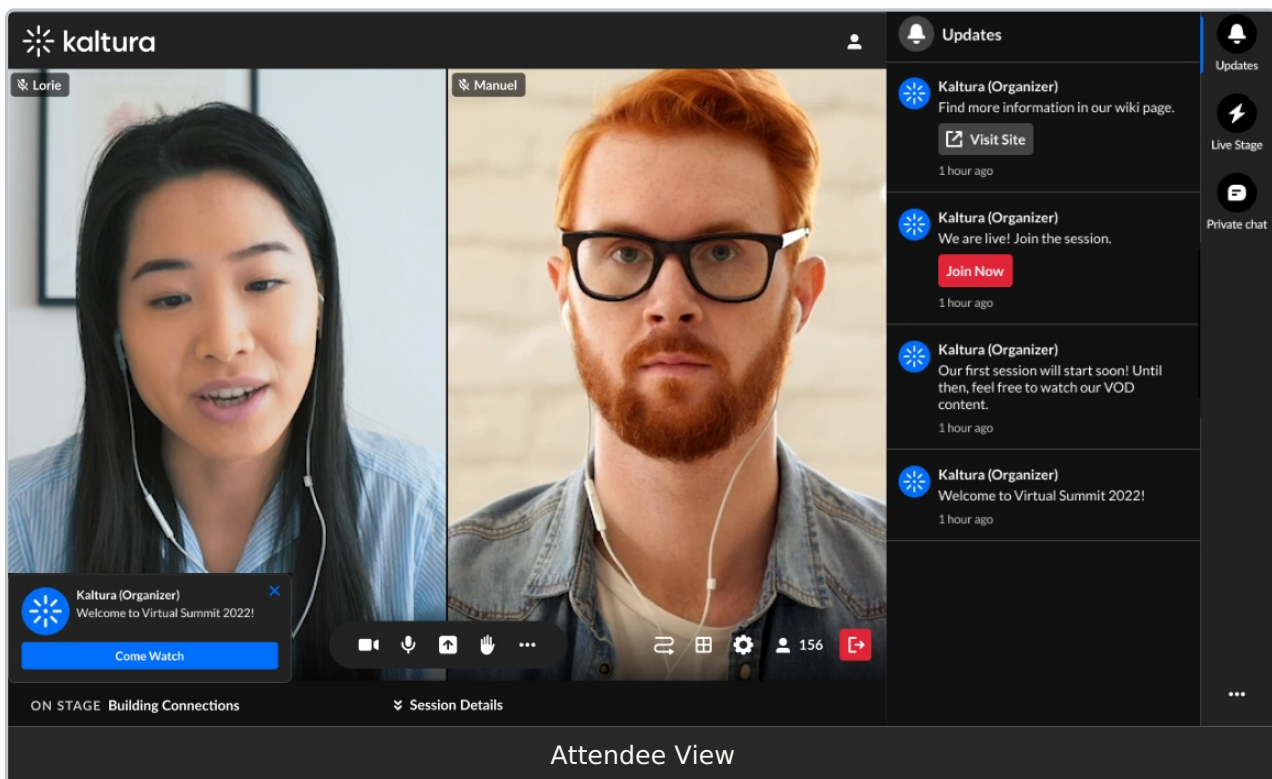 kaltura
Lorie
Manuel
Kaltura (Organizer)
Welcome to Virtual Summit 2022!
Come Watch
156
ON STAGE Building Connections
Session Details
Updates
Kaltura (Organizer)
Find more information in our wiki page.
Visit Site
1 hour ago
Kaltura (Organizer)
We are live! Join the session.
Join Now
1 hour ago
Kaltura (Organizer)
Our first session will start soon! Until
then, feel free to watch our VOD
content.
1 hour ago
Kaltura (Organizer)
Welcome to Virtual Summit 2022!
1 hour ago
Updates
Live Stage
Private chat
Attendee View